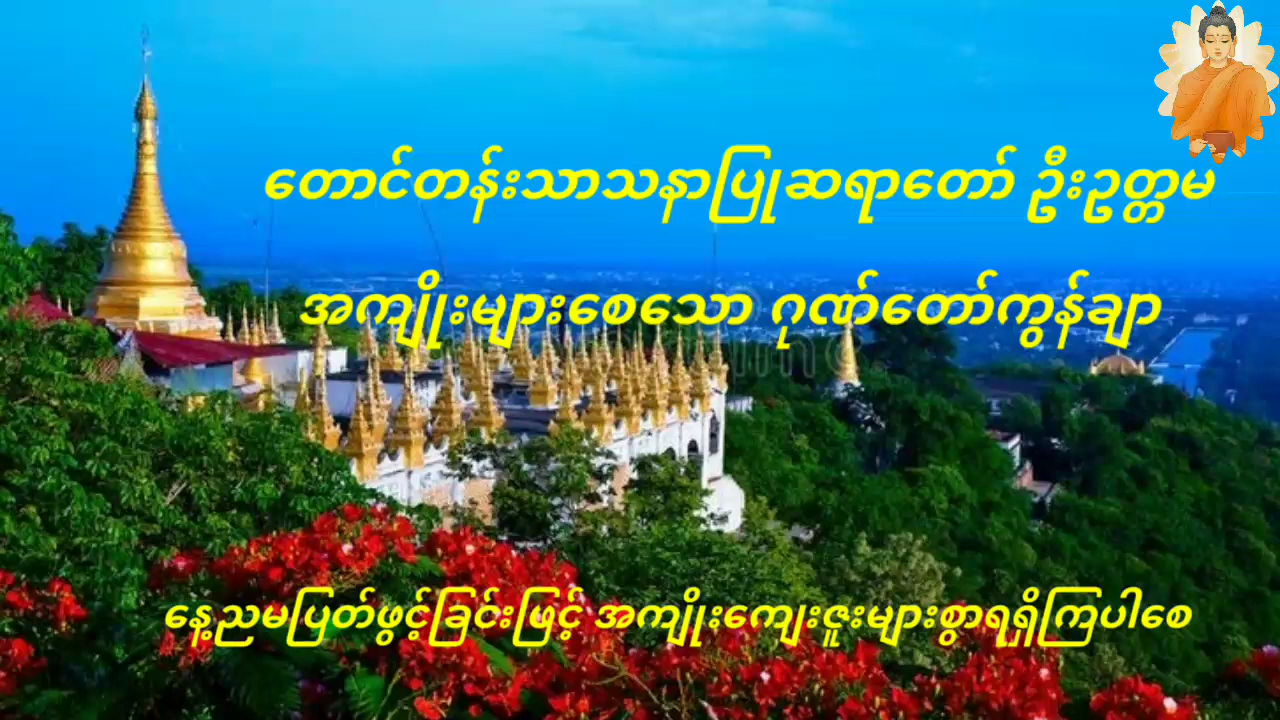 တောင်တန်းသာသနာပြုဆရာတော် ဦးဥတ္တမ
အကျိုးများစေသော ဂုဏ်တော်ကွန်ချာ
နေ့ညမပြတ်ဖွင့်ခြင်းဖြင့် အကျိုးကျေးဇူးများစွာရရှိကြပါစေ